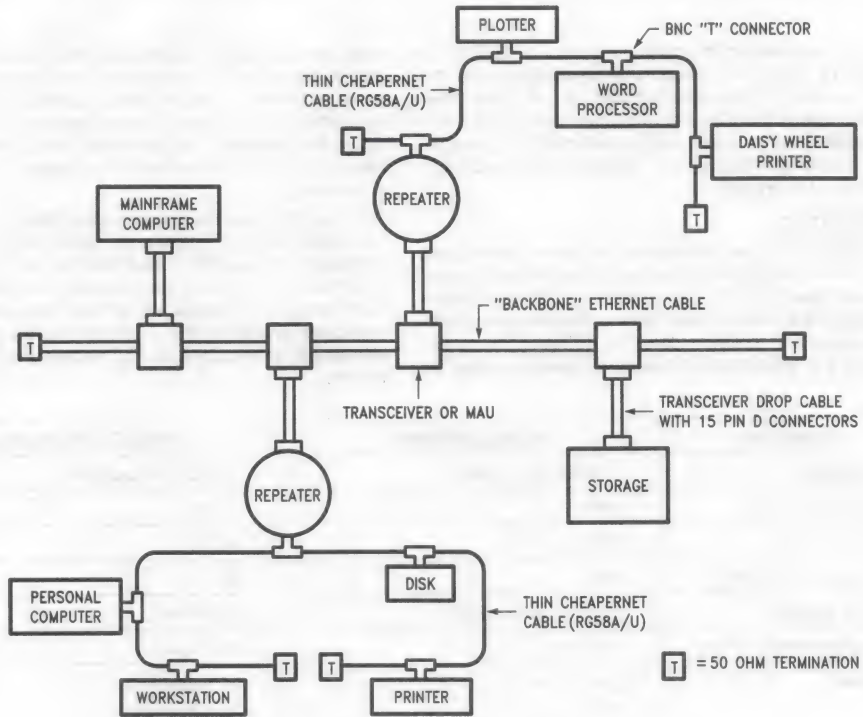 PLOTTER
BNC "T" CONNECTOR
THIN CHEAPERNET
CABLE (RG58A/U)
WORD
PROCESSOR
T
DAISY WHEEL
PRINTER
REPEATER
MAINFRAME
COMPUTER
T
"BACKBONE" ETHERNET CABLE
T
T
TRANSCEIVER OR MAU
TRANSCEIVER DROP CABLE
WITH 15 PIN D CONNECTORS
REPEATER
STORAGE
DISK
PERSONAL
COMPUTER
THIN CHEAPERNET
CABLE (RG58A/U)
T
T
T
= 50 OHM TERMINATION
WORKSTATION
PRINTER